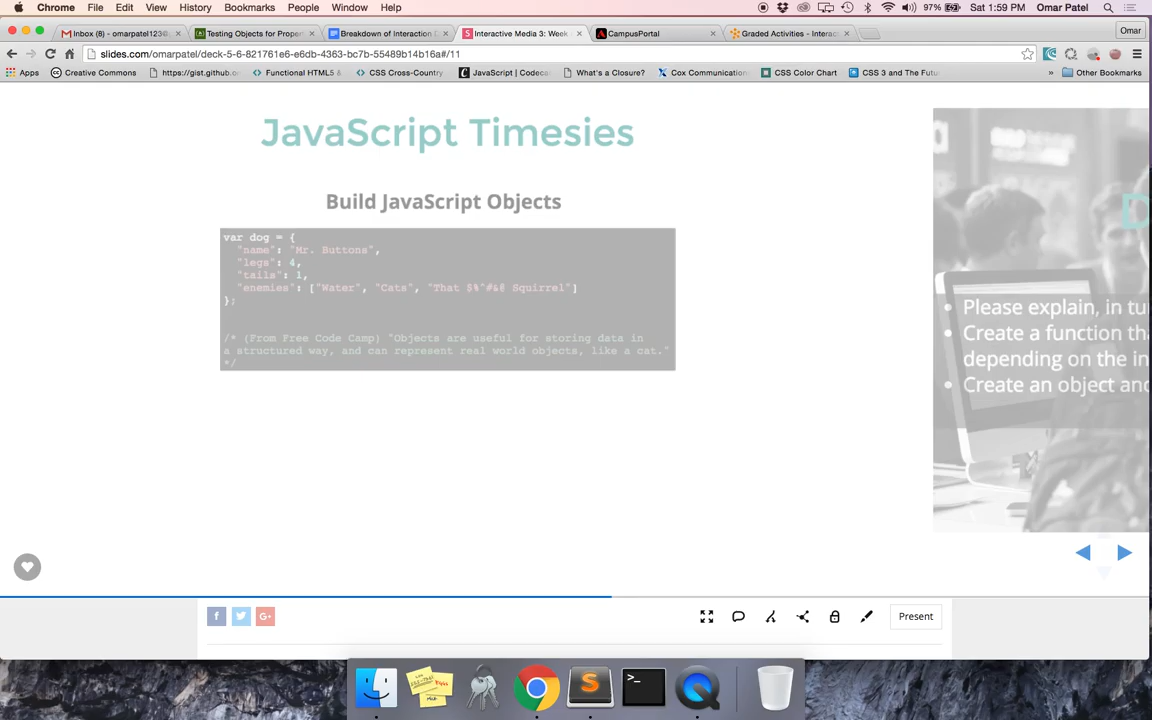 Chrome File Edit View History Bookmarks People Window Help 97% Sat 1:59 PM Omar Patel
Inbox (8) - omarpatel123@ Testing Objects for Proper Breakdown of Interaction D Interactive Media 3: Week CampusPortal Graded Activities - Interac Omar
slides.com/omarpatel/deck-5-6-821761e6-e6db-4363-bc7b-55489b14b16a#/11
Apps Creative Commons https://gist.github.co Functional HTML5 & CSS Cross-Country JavaScript | Codeca What's a Closure? Cox Communication CSS Color Chart CSS 3 and The Futu » Other Bookmarks
JavaScript Timesies
Build JavaScript Objects
var dog = {
"name": "Mr. Buttons",
"legs": 4,
"tails": 1,
"enemies": ["Water", "Cats", "That $%^#&@ Squirrel"]
};
/* (From Free Code Camp) "Objects are useful for storing data in
a structured way, and can represent real world objects, like a cat."
*/
D
• Please explain, in tu
• Create a function tha
depending on the in
• Create an object and
f G+
Present